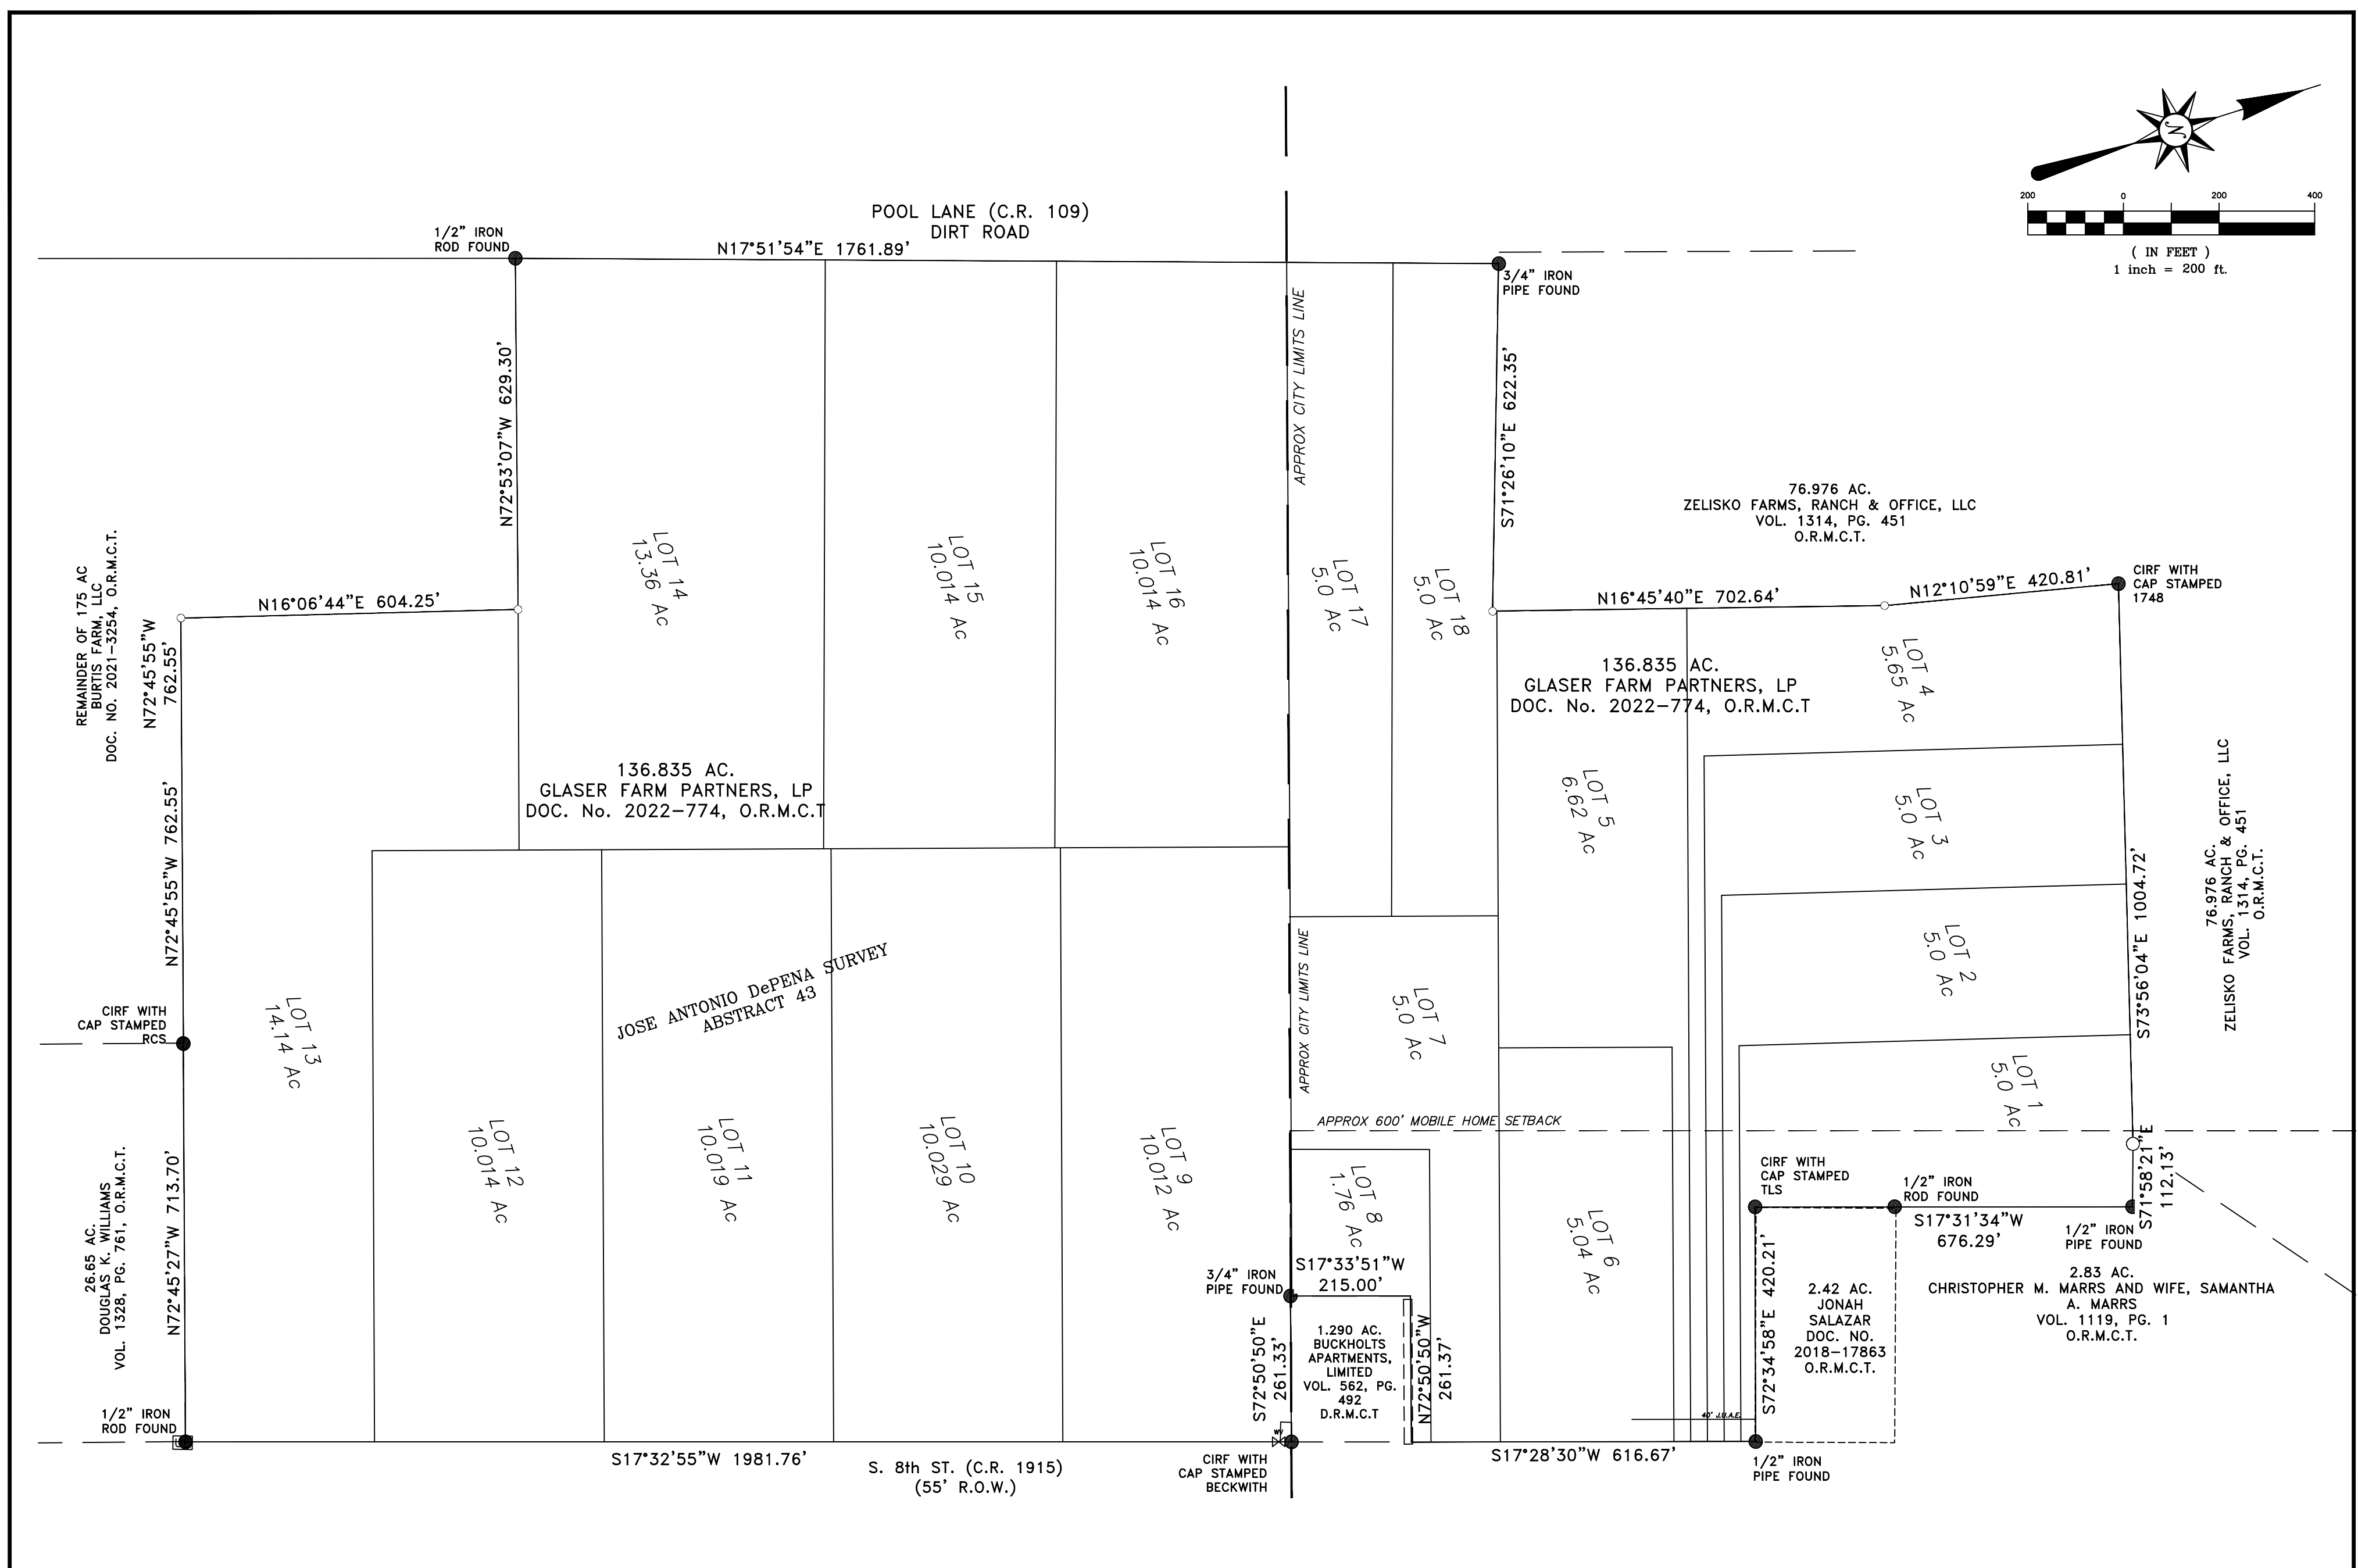 N
200 0 200 400
( IN FEET )
1 inch = 200 ft.
POOL LANE (C.R. 109)
DIRT ROAD
1/2" IRON
ROD FOUND
N17°51'54"E 1761.89'
3/4" IRON
PIPE FOUND
N72°53'07"W 629.30'
APPROX CITY LIMITS LINE
S71°26'10"E 622.35'
76.976 AC.
ZELISKO FARMS, RANCH & OFFICE, LLC
VOL. 1314, PG. 451
O.R.M.C.T.
REMAINDER OF 175 AC
BURTIS FARM, LLC
DOC. NO. 2021-3254, O.R.M.C.T.
N72°45'55"W
762.55'
N16°06'44"E 604.25'
LOT 14
13.36 Ac
LOT 15
10.014 Ac
LOT 16
10.014 Ac
LOT 17
5.0 Ac
LOT 18
5.0 Ac
N16°45'40"E 702.64'
N12°10'59"E 420.81'
CIRF WITH
CAP STAMPED
1748
136.835 AC.
GLASER FARM PARTNERS, LP
DOC. No. 2022-774, O.R.M.C.T
LOT 4
5.65 Ac
136.835 AC.
GLASER FARM PARTNERS, LP
DOC. No. 2022-774, O.R.M.C.T
LOT 5
6.62 Ac
LOT 3
5.0 Ac
76.976 AC.
ZELISKO FARMS, RANCH & OFFICE, LLC
VOL. 1314, PG. 451
O.R.M.C.T.
N72°45'55"W 762.55'
S73°56'04"E 1004.72'
JOSE ANTONIO DePENA SURVEY
ABSTRACT 43
APPROX CITY LIMITS LINE
LOT 2
5.0 Ac
CIRF WITH
CAP STAMPED
RCS
LOT 13
14.14 Ac
LOT 7
5.0 Ac
LOT 1
5.0 Ac
APPROX 600' MOBILE HOME SETBACK
26.65 AC.
DOUGLAS K. WILLIAMS
VOL. 1328, PG. 761, O.R.M.C.T.
N72°45'27"W 713.70'
LOT 12
10.014 Ac
LOT 11
10.019 Ac
LOT 10
10.029 Ac
LOT 9
10.012 Ac
LOT 8
1.76 Ac
LOT 6
5.04 Ac
CIRF WITH
CAP STAMPED
TLS
1/2" IRON
ROD FOUND
S17°31'34"W
676.29'
1/2" IRON
PIPE FOUND
S71°58'21"E
112.13'
3/4" IRON
PIPE FOUND
S17°33'51"W
215.00'
S72°50'50"E
261.33'
1.290 AC.
BUCKHOLTS
APARTMENTS,
LIMITED
VOL. 562, PG.
492
D.R.M.C.T
N72°50'50"W
261.37'
S72°34'58"E 420.21'
2.42 AC.
JONAH
SALAZAR
DOC. NO.
2018-17863
O.R.M.C.T.
2.83 AC.
CHRISTOPHER M. MARRS AND WIFE, SAMANTHA
A. MARRS
VOL. 1119, PG. 1
O.R.M.C.T.
40' J.U.A.E.
1/2" IRON
ROD FOUND
WV
S17°32'55"W 1981.76'
S. 8th ST. (C.R. 1915)
(55' R.O.W.)
CIRF WITH
CAP STAMPED
BECKWITH
S17°28'30"W 616.67'
1/2" IRON
PIPE FOUND